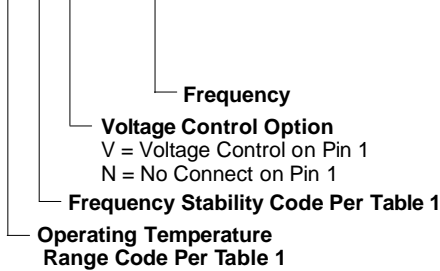 Frequency
Voltage Control Option
V = Voltage Control on Pin 1
N = No Connect on Pin 1
Frequency Stability Code Per Table 1
Operating Temperature
Range Code Per Table 1